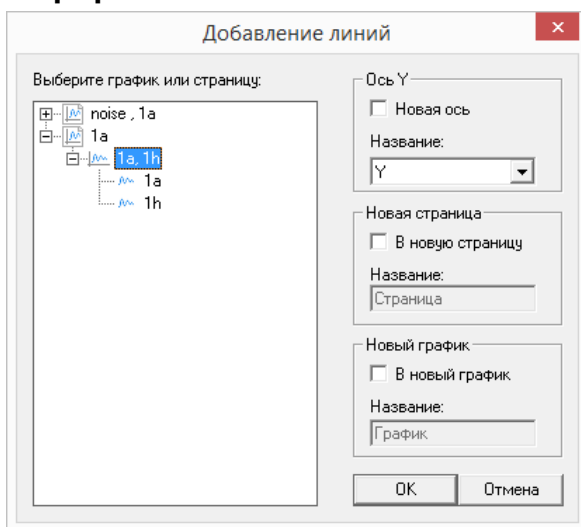 Добавление линий
Выберите график или страницу:
noise , 1a
1a
1a, 1h
1a
1h
Ось Y
Новая ось
Название:
Y
Новая страница
В новую страницу
Название:
Страница
Новый график
В новый график
Название:
График
OK
Отмена